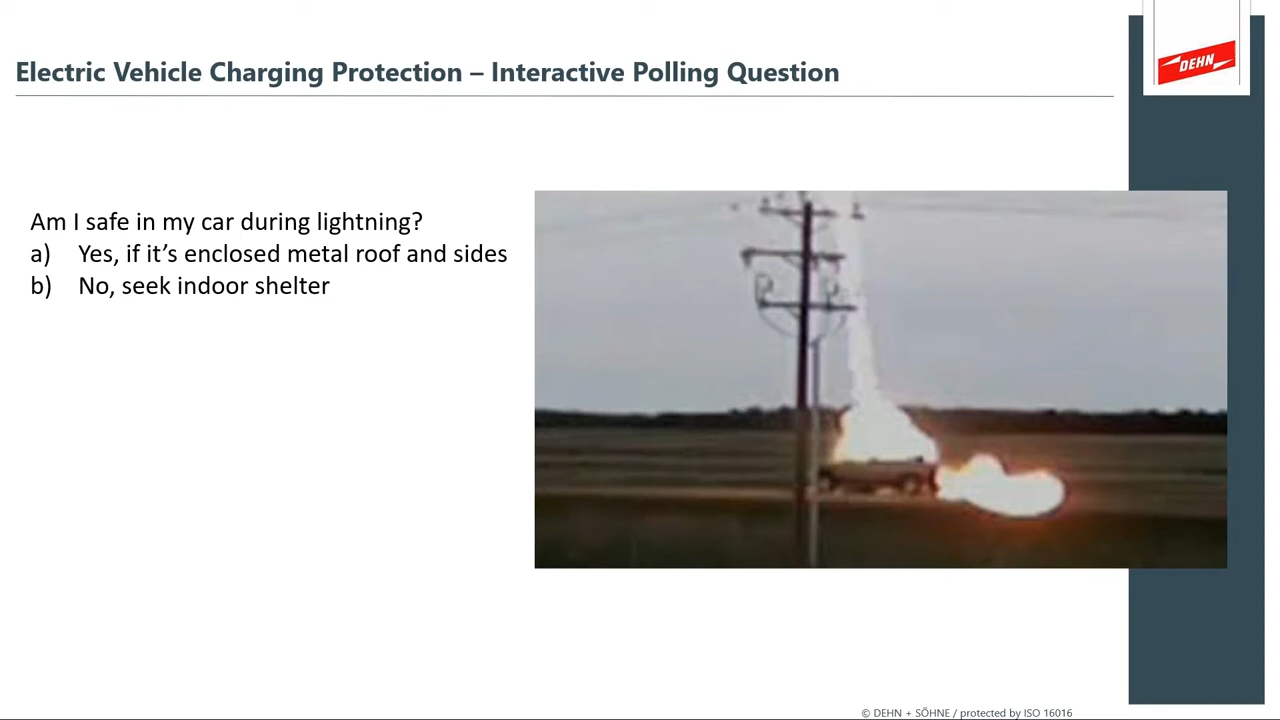 Electric Vehicle Charging Protection – Interactive Polling Question
DEHN
Am I safe in my car during lightning?
a) Yes, if it’s enclosed metal roof and sides
b) No, seek indoor shelter
© DEHN + SÖHNE / protected by ISO 16016